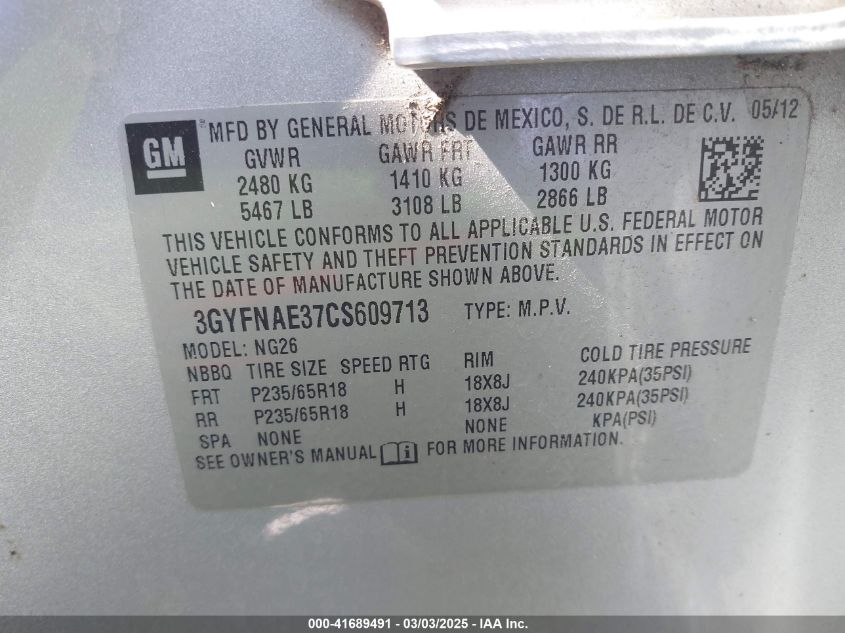 GM ® MFD BY GENERAL MOTORS DE MEXICO, S. DE R.L. DE C.V. 05/12
GVWR GAWR FRT GAWR RR
2480 KG 1410 KG 1300 KG
5467 LB 3108 LB 2866 LB
THIS VEHICLE CONFORMS TO ALL APPLICABLE U.S. FEDERAL MOTOR
VEHICLE SAFETY AND THEFT PREVENTION STANDARDS IN EFFECT ON
THE DATE OF MANUFACTURE SHOWN ABOVE.
3GYFNAE37CS609713 TYPE: M.P.V.
MODEL: NG26
NBBQ TIRE SIZE SPEED RTG RIM COLD TIRE PRESSURE
FRT P235/65R18 H 18X8J 240KPA(35PSI)
RR P235/65R18 H 18X8J 240KPA(35PSI)
SPA NONE NONE KPA(PSI)
SEE OWNER'S MANUAL i FOR MORE INFORMATION.
000-41689491 - 03/03/2025 - IAA Inc.